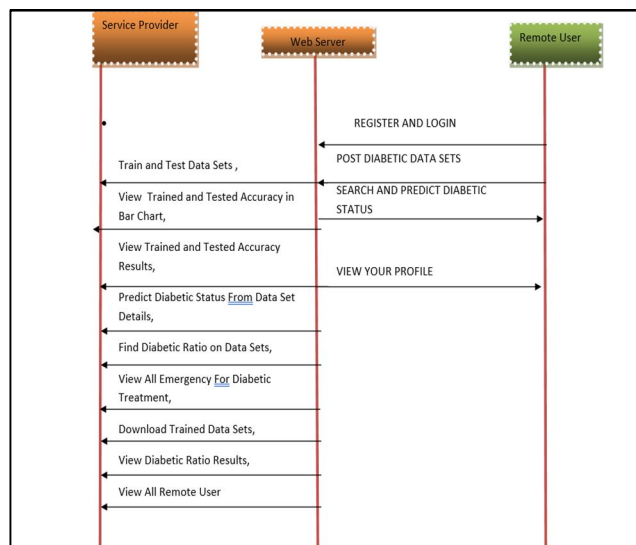 Service Provider
Web Server
Remote User
REGISTER AND LOGIN
POST DIABETIC DATA SETS
Train and Test Data Sets ,
SEARCH AND PREDICT DIABETIC
STATUS
View Trained and Tested Accuracy in
Bar Chart,
View Trained and Tested Accuracy
Results,
VIEW YOUR PROFILE
Predict Diabetic Status From Data Set
Details,
Find Diabetic Ratio on Data Sets,
View All Emergency For Diabetic
Treatment,
Download Trained Data Sets,
View Diabetic Ratio Results,
View All Remote User